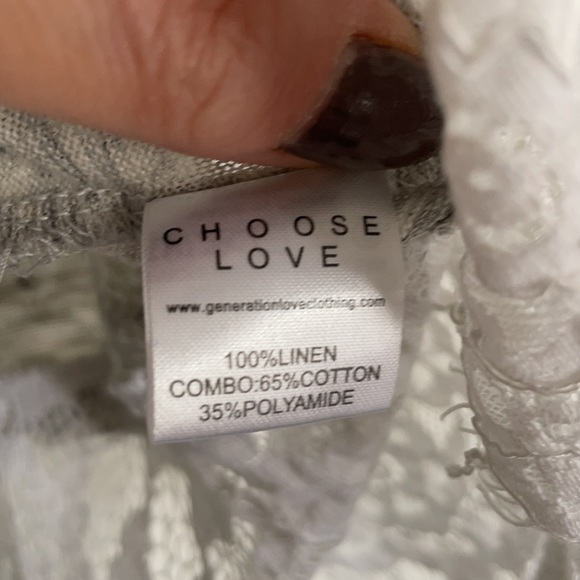 CHOOSE
LOVE
www.generationloveclothing.com
100%LINEN
COMBO:65%COTTON
35%POLYAMIDE